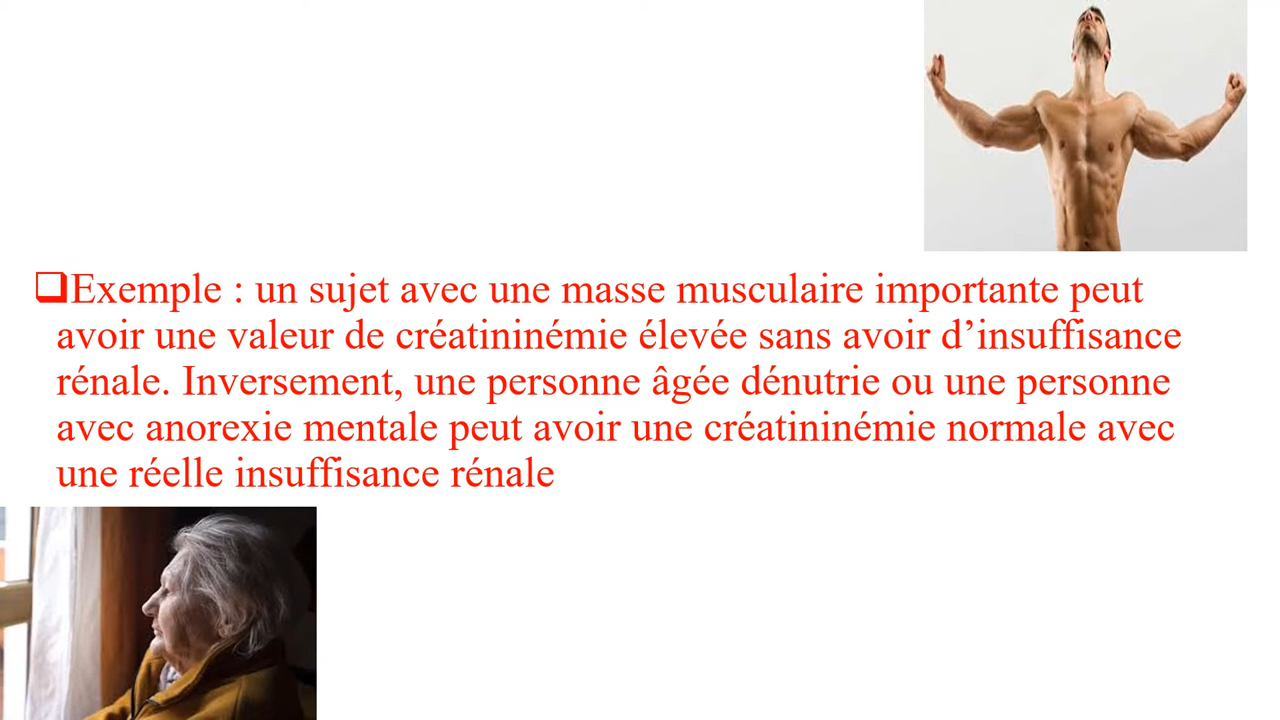 ❑Exemple : un sujet avec une masse musculaire importante peut
avoir une valeur de créatininémie élevée sans avoir d’insuffisance
rénale. Inversement, une personne âgée dénutrie ou une personne
avec anorexie mentale peut avoir une créatininémie normale avec
une réelle insuffisance rénale